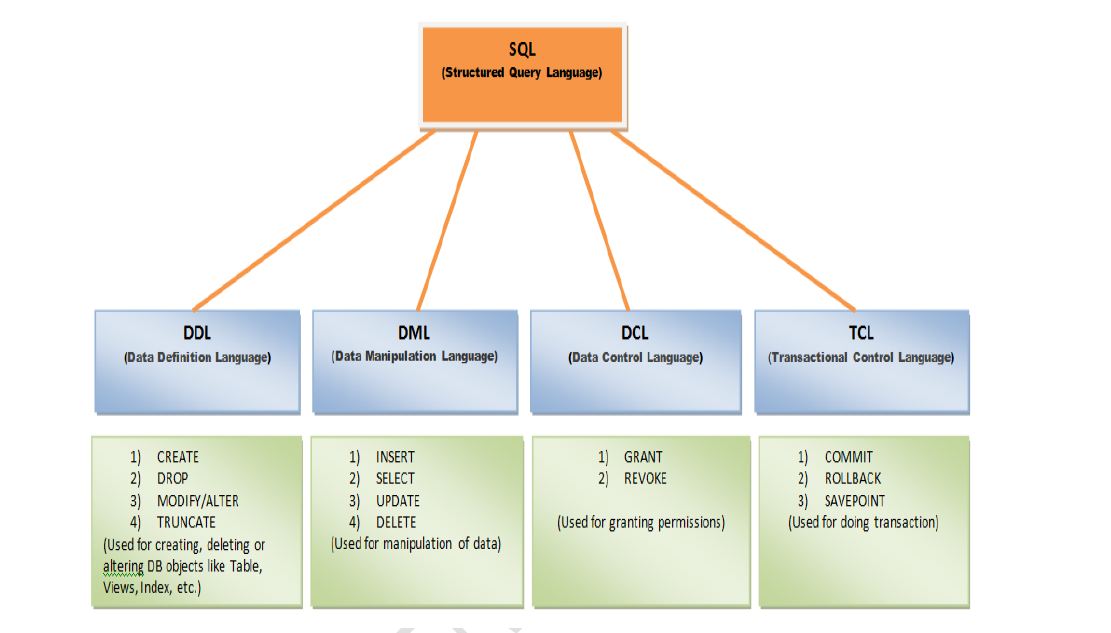 SQL
(Structured Query Language)
DDL
(Data Definition Language)
DML
(Data Manipulation Language)
DCL
(Data Control Language)
TCL
(Transactional Control Language)
1) CREATE
2) DROP
3) MODIFY/ALTER
4) TRUNCATE
(Used for creating, deleting or
altering DB objects like Table,
Views, Index, etc.)
1) INSERT
2) SELECT
3) UPDATE
4) DELETE
(Used for manipulation of data)
1) GRANT
2) REVOKE
(Used for granting permissions)
1) COMMIT
2) ROLLBACK
3) SAVEPOINT
(Used for doing transaction)